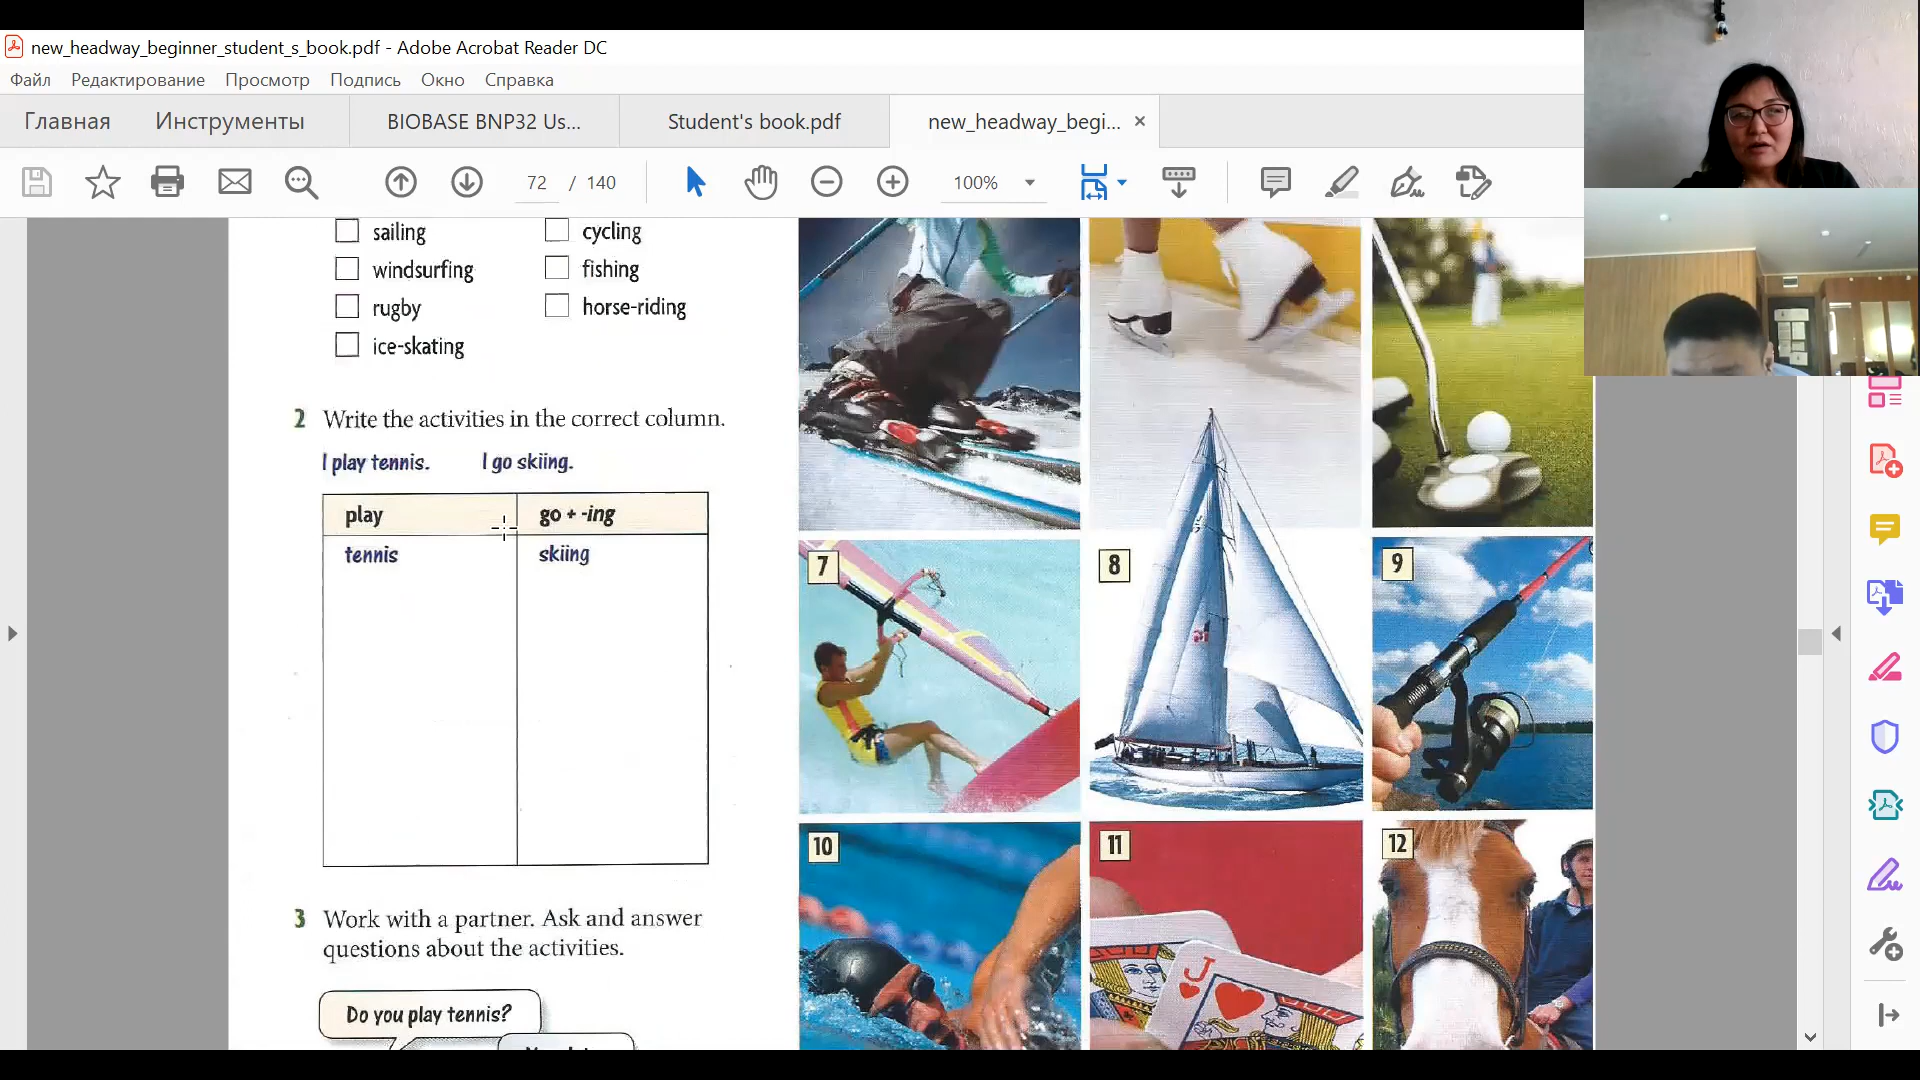 new_headway_beginner_student_s_book.pdf - Adobe Acrobat Reader DC
Файл Редактирование Просмотр Подпись Окно Справка
Главная Инструменты BIOBASE BNP32 Us... Student's book.pdf new_headway_begi... ×
72 / 140 100%
sailing cycling
windsurfing fishing
rugby horse-riding
ice-skating
2 Write the activities in the correct column.
I play tennis. I go skiing.
play go + -ing
tennis skiing
3 Work with a partner. Ask and answer
questions about the activities.
Do you play tennis?
7
8
9
10
11
12
J